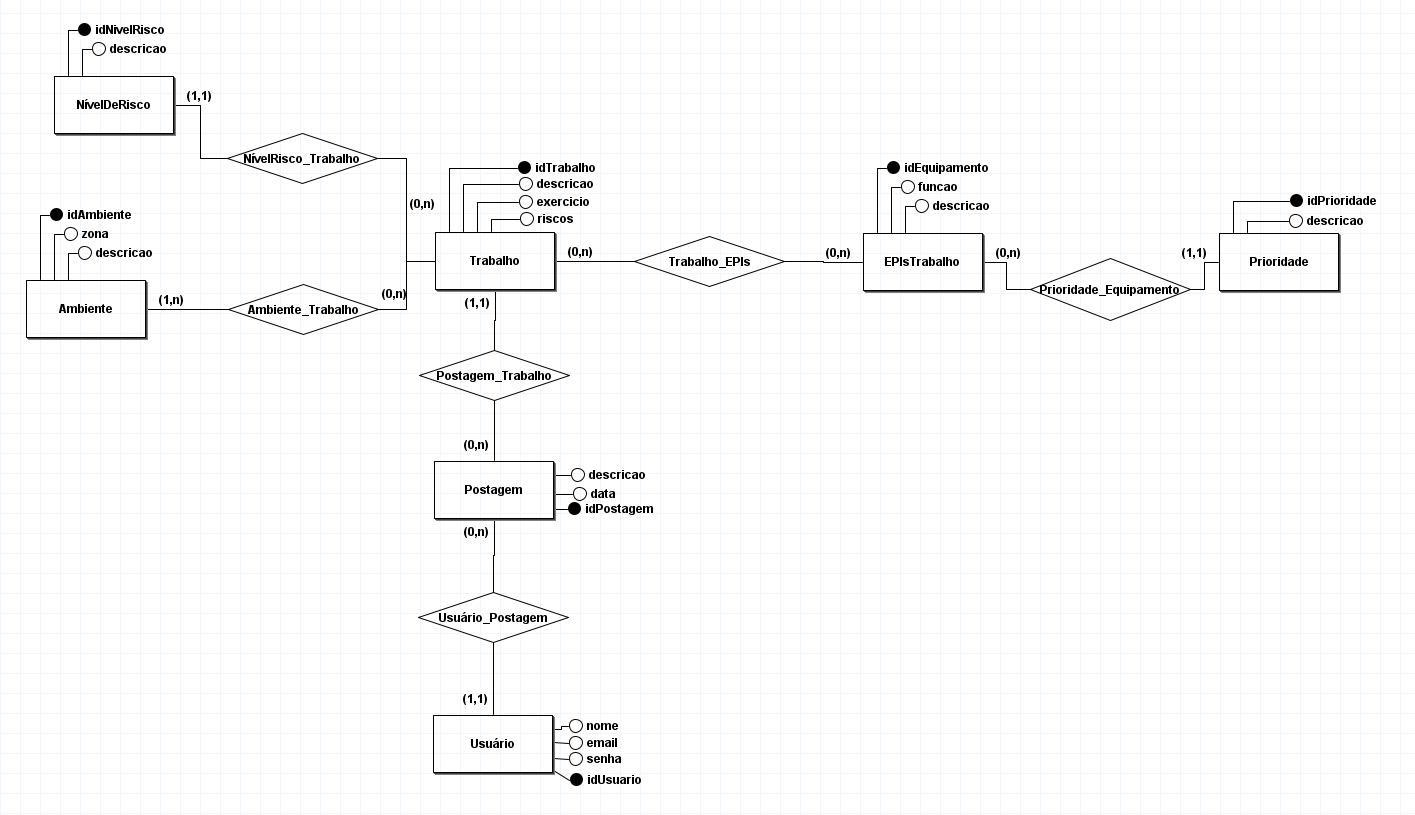 idNivelRisco
descricao
NívelDeRisco
(1,1)
NívelRisco_Trabalho
(0,n)
idAmbiente
zona
descricao
Ambiente
(1,n)
Ambiente_Trabalho
(0,n)
idTrabalho
descricao
exercicio
riscos
Trabalho
(0,n)
Trabalho_EPIs
(0,n)
idEquipamento
funcao
descricao
EPIsTrabalho
(0,n)
Prioridade_Equipamento
(1,1)
idPrioridade
descricao
Prioridade
(1,1)
Postagem_Trabalho
(0,n)
Postagem
descricao
data
idPostagem
(0,n)
Usuário_Postagem
(1,1)
Usuário
nome
email
senha
idUsuario